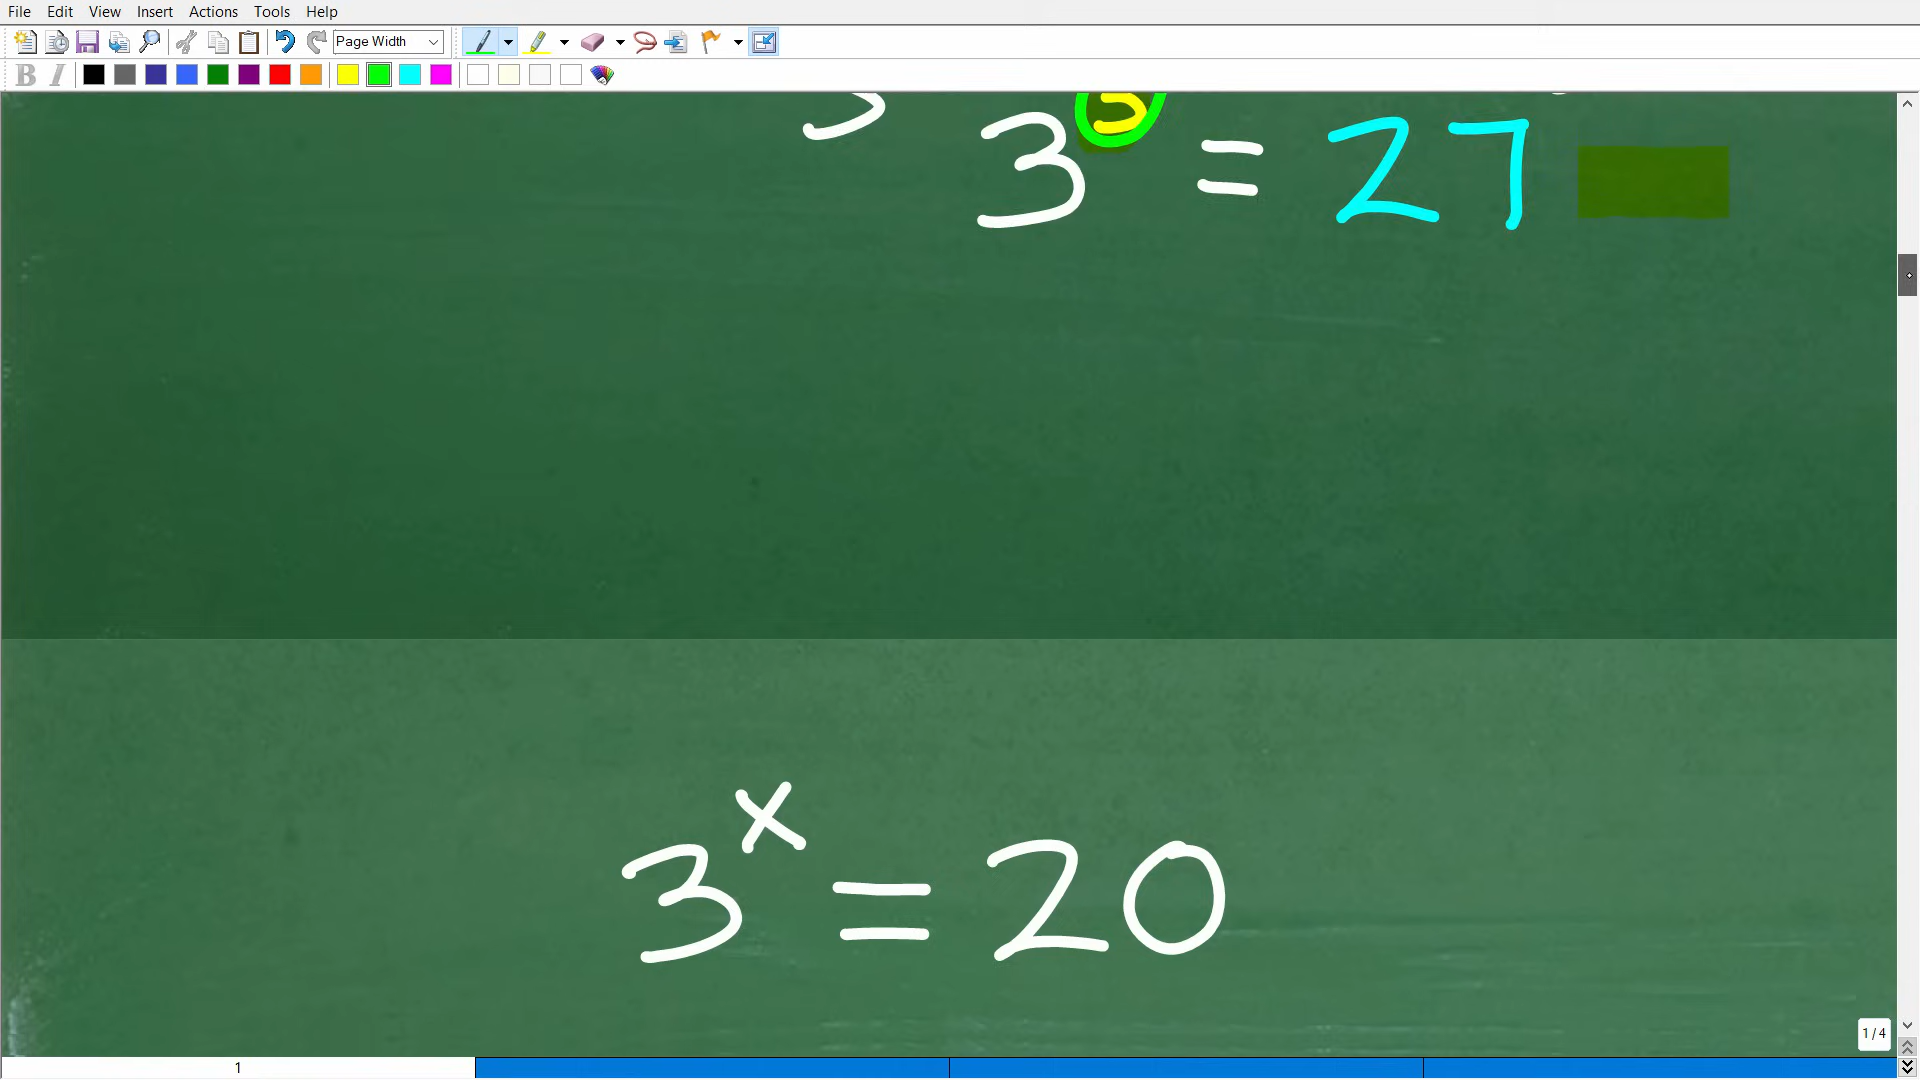 File Edit View Insert Actions Tools Help
Page Width
B I
3³ = 27
3ˣ = 20
1 / 4
1